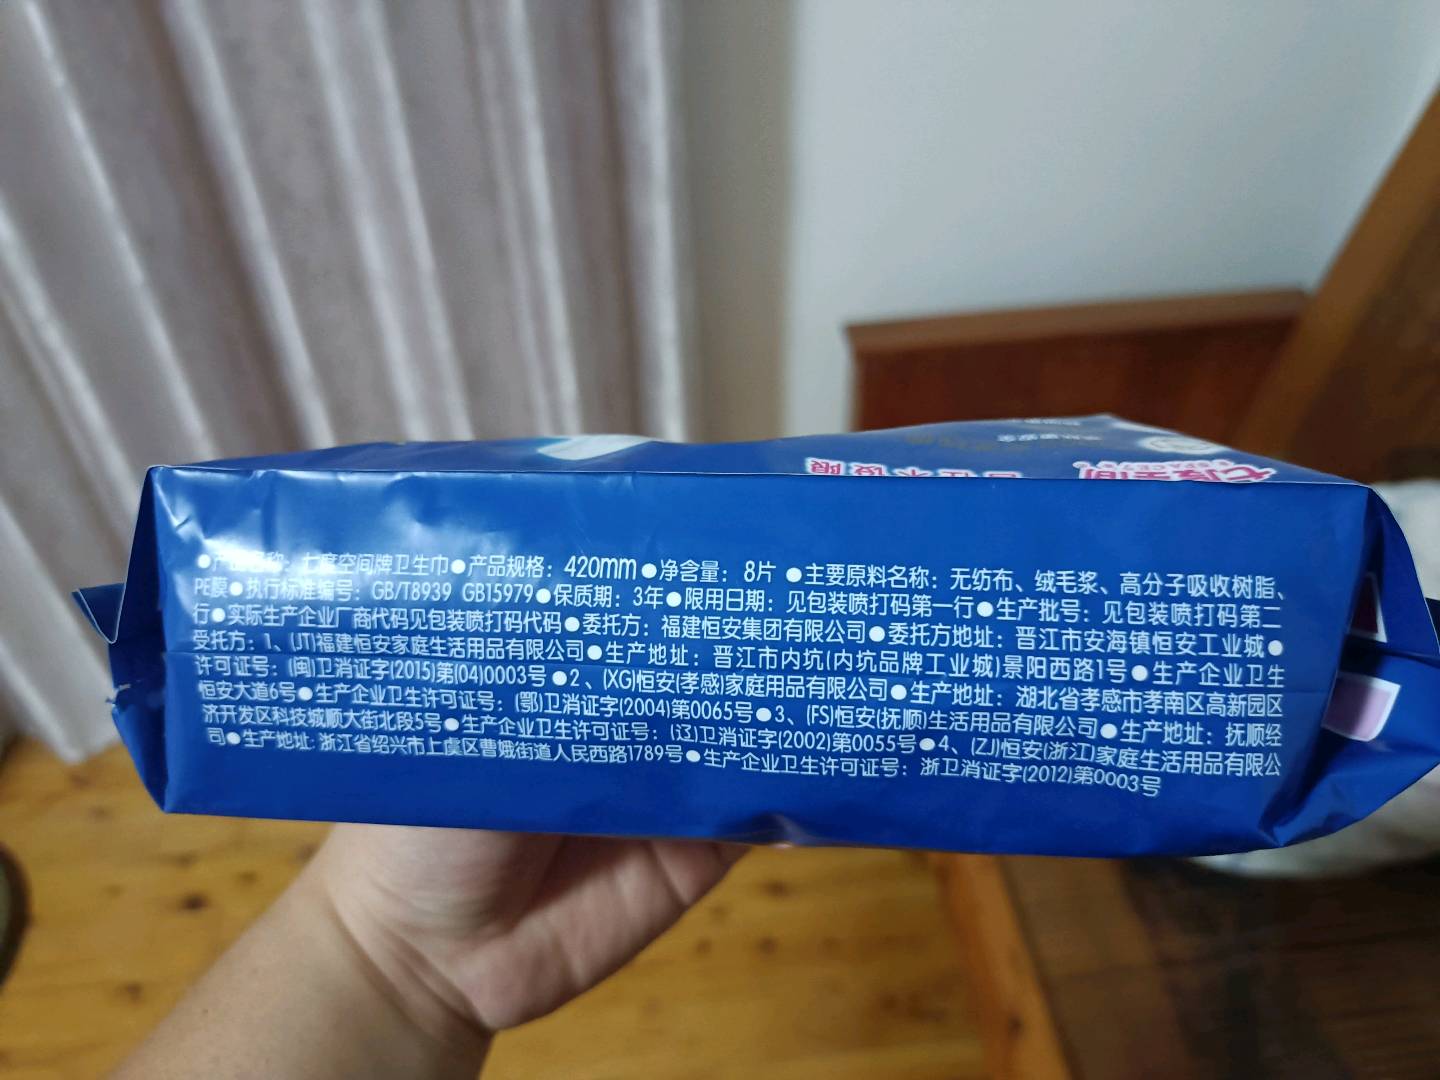 七度空间
●产品名称：七度空间牌卫生巾●产品规格：420mm●净含量：8片 ●主要原料名称：无纺布、绒毛浆、高分子吸收树脂、
PE膜●执行标准编号：GB/T8939 GB15979●保质期：3年●限用日期：见包装喷打码第一行●生产批号：见包装喷打码第二
行●实际生产企业厂商代码见包装喷打码代码●委托方：福建恒安集团有限公司●委托方地址：晋江市安海镇恒安工业城●
受托方：1、(JT)福建恒安家庭生活用品有限公司●生产地址：晋江市内坑(内坑品牌工业城)景阳西路1号●生产企业卫生
许可证号：(闽)卫消证字(2015)第(04)0003号●2、(XG)恒安(孝感)家庭用品有限公司●生产地址：湖北省孝感市孝南区高新园区
恒安大道6号●生产企业卫生许可证号：(鄂)卫消证字(2004)第0065号●3、(FS)恒安(抚顺)生活用品有限公司●生产地址：抚顺经
济开发区科技城顺大街北段5号●生产企业卫生许可证号：(辽)卫消证字(2002)第0055号●4、(ZJ)恒安(浙江)家庭生活用品有限公
司●生产地址：浙江省绍兴市上虞区曹娥街道人民西路1789号●生产企业卫生许可证号：浙卫消证字(2012)第0003号